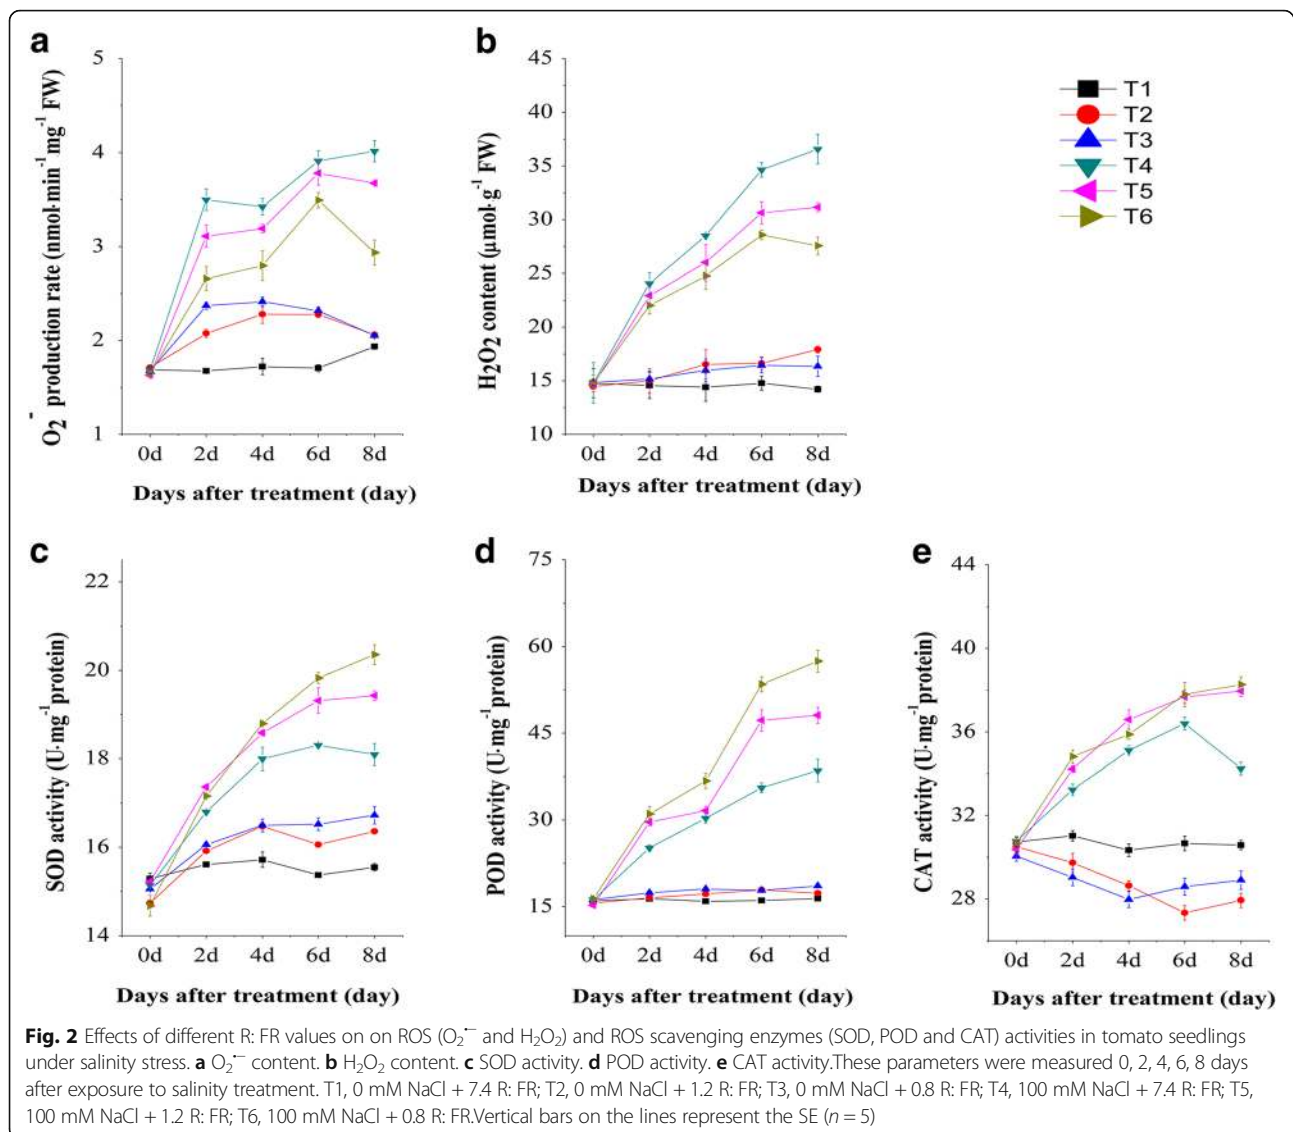 a
5
4
3
2
1
O₂⁻ production rate (nmol·min⁻¹mg⁻¹ FW)
0d 2d 4d 6d 8d
Days after treatment (day)
b
45
40
35
30
25
20
15
10
H₂O₂ content (μmol·g⁻¹ FW)
0d 2d 4d 6d 8d
Days after treatment (day)
T1
T2
T3
T4
T5
T6
c
22
20
18
16
14
SOD activity (U·mg⁻¹protein)
0d 2d 4d 6d 8d
Days after treatment (day)
d
75
60
45
30
15
POD activity (U·mg⁻¹protein)
0d 2d 4d 6d 8d
Days after treatment (day)
e
44
40
36
32
28
CAT activity (U·mg⁻¹protein)
0d 2d 4d 6d 8d
Days after treatment (day)
Fig. 2 Effects of different R: FR values on on ROS (O₂˙⁻ and H₂O₂) and ROS scavenging enzymes (SOD, POD and CAT) activities in tomato seedlings
under salinity stress. a O₂˙⁻ content. b H₂O₂ content. c SOD activity. d POD activity. e CAT activity.These parameters were measured 0, 2, 4, 6, 8 days
after exposure to salinity treatment. T1, 0 mM NaCl + 7.4 R: FR; T2, 0 mM NaCl + 1.2 R: FR; T3, 0 mM NaCl + 0.8 R: FR; T4, 100 mM NaCl + 7.4 R: FR; T5,
100 mM NaCl + 1.2 R: FR; T6, 100 mM NaCl + 0.8 R: FR.Vertical bars on the lines represent the SE (n = 5)